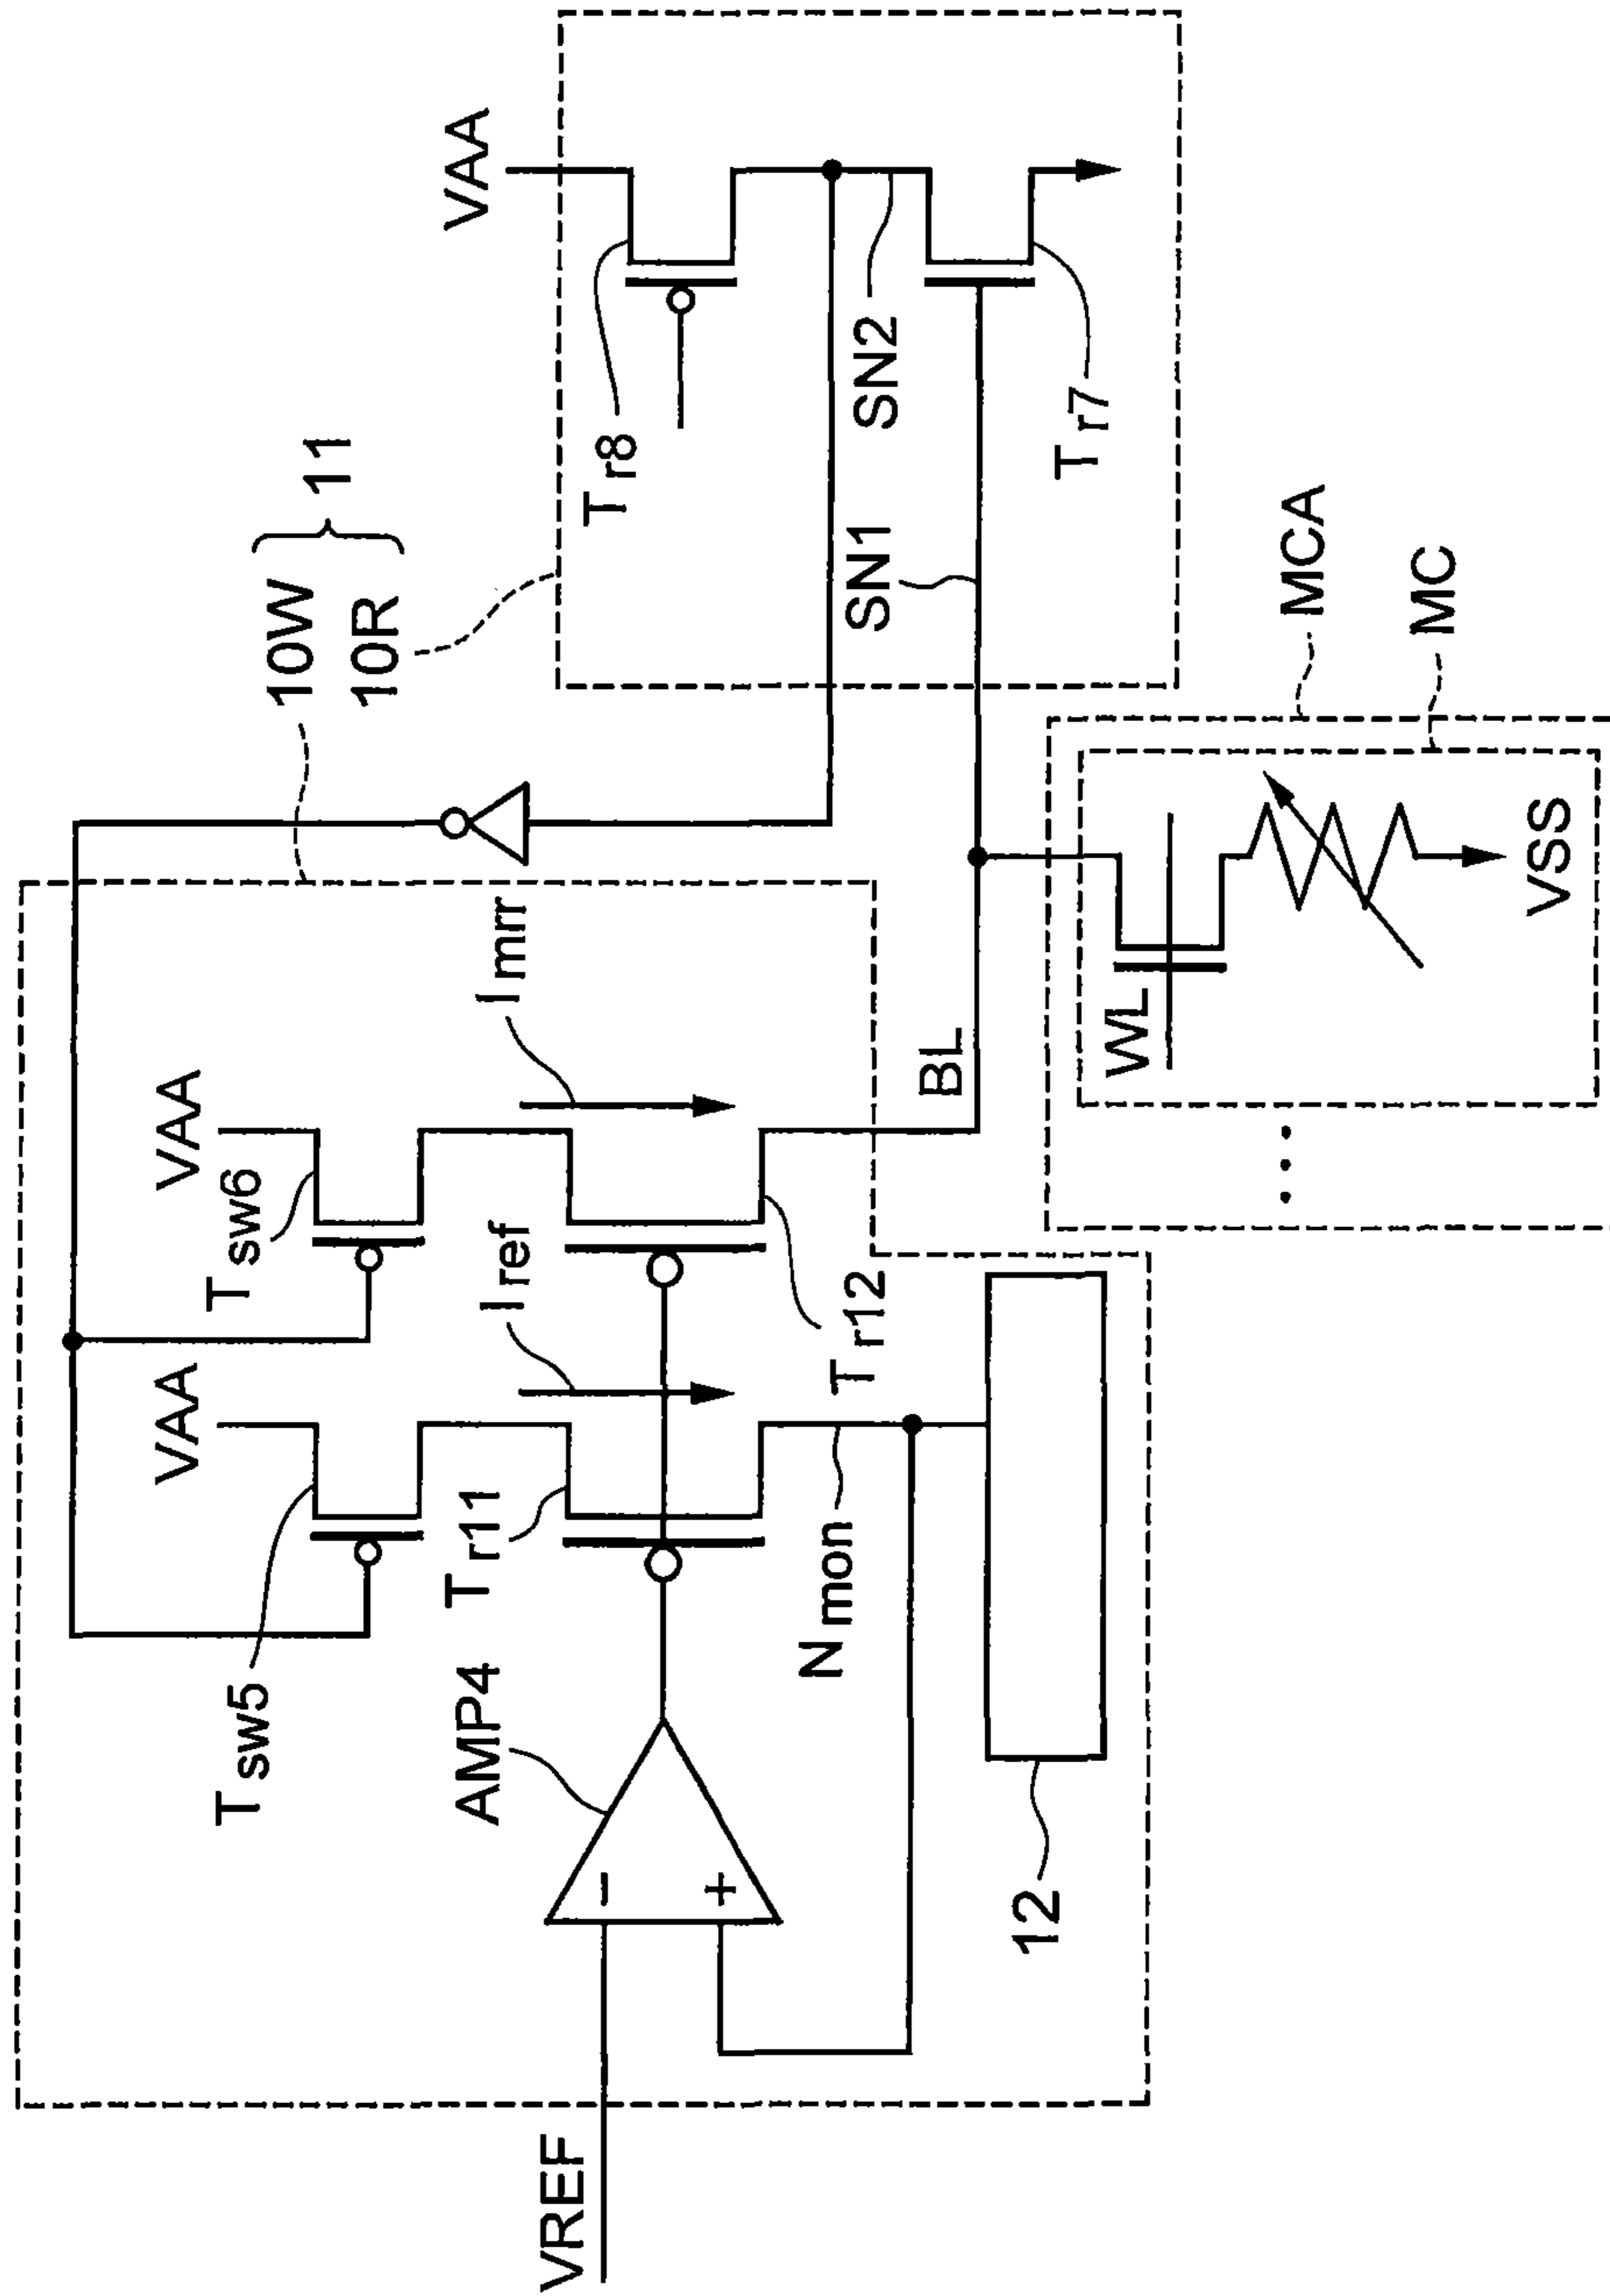 10W
10R
11
VAA
VAA
VAA
Tsw5
Tsw6
Tr8
AMP4
Tr11
Iref
Imrr
VREF
−
+
Nmon
Tr12
BL
SN1
SN2
Tr7
12
WL
VSS
MCA
MC
...